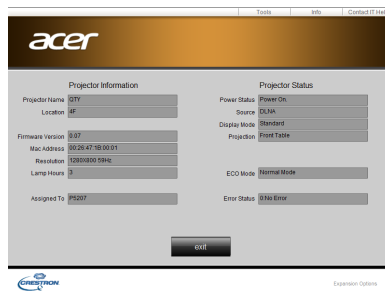 Tools Info Contact IT Hel
acer
Projector Information Projector Status
Projector Name QTY Power Status Power On.
Location 4F Source DLNA
Display Mode Standard
Firmware Version 0.07 Projection Front Table
Mac Address 00:26:47:1B:00:01
Resolution 1280X800 59Hz
Lamp Hours 3 ECO Mode Normal Mode
Assigned To P5207 Error Status 0:No Error
exit
CRESTRON Expansion Options